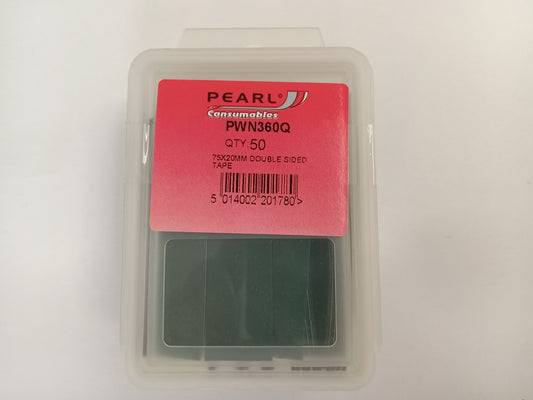 PEARL®
Consumables
PWN360Q
QTY:50
75X20MM DOUBLE SIDED
TAPE
5 014002 201780>